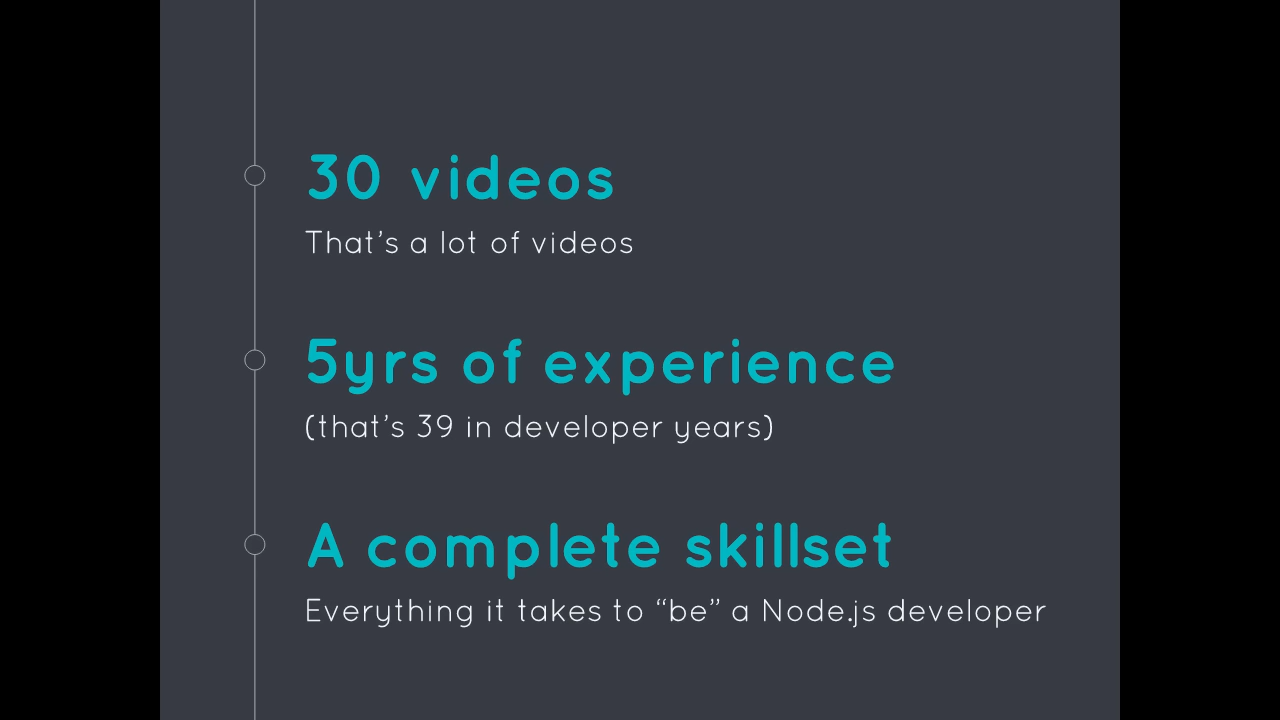 30 videos
That’s a lot of videos
5yrs of experience
(that’s 39 in developer years)
A complete skillset
Everything it takes to “be” a Node.js developer